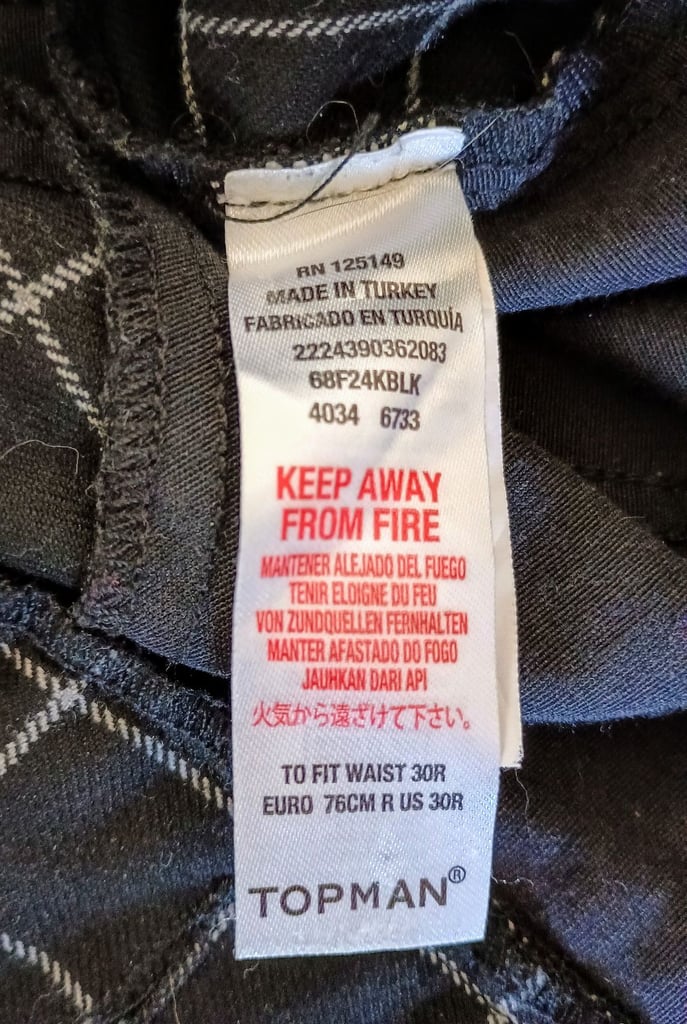 RN 125149
MADE IN TURKEY
FABRICADO EN TURQUÍA
2224390362083
68F24KBLK
4034 6733
KEEP AWAY
FROM FIRE
MANTENER ALEJADO DEL FUEGO
TENIR ELOIGNE DU FEU
VON ZUNDQUELLEN FERNHALTEN
MANTER AFASTADO DO FOGO
JAUHKAN DARI API
火気から遠ざけて下さい。
TO FIT WAIST 30R
EURO 76CM R US 30R
TOPMAN®